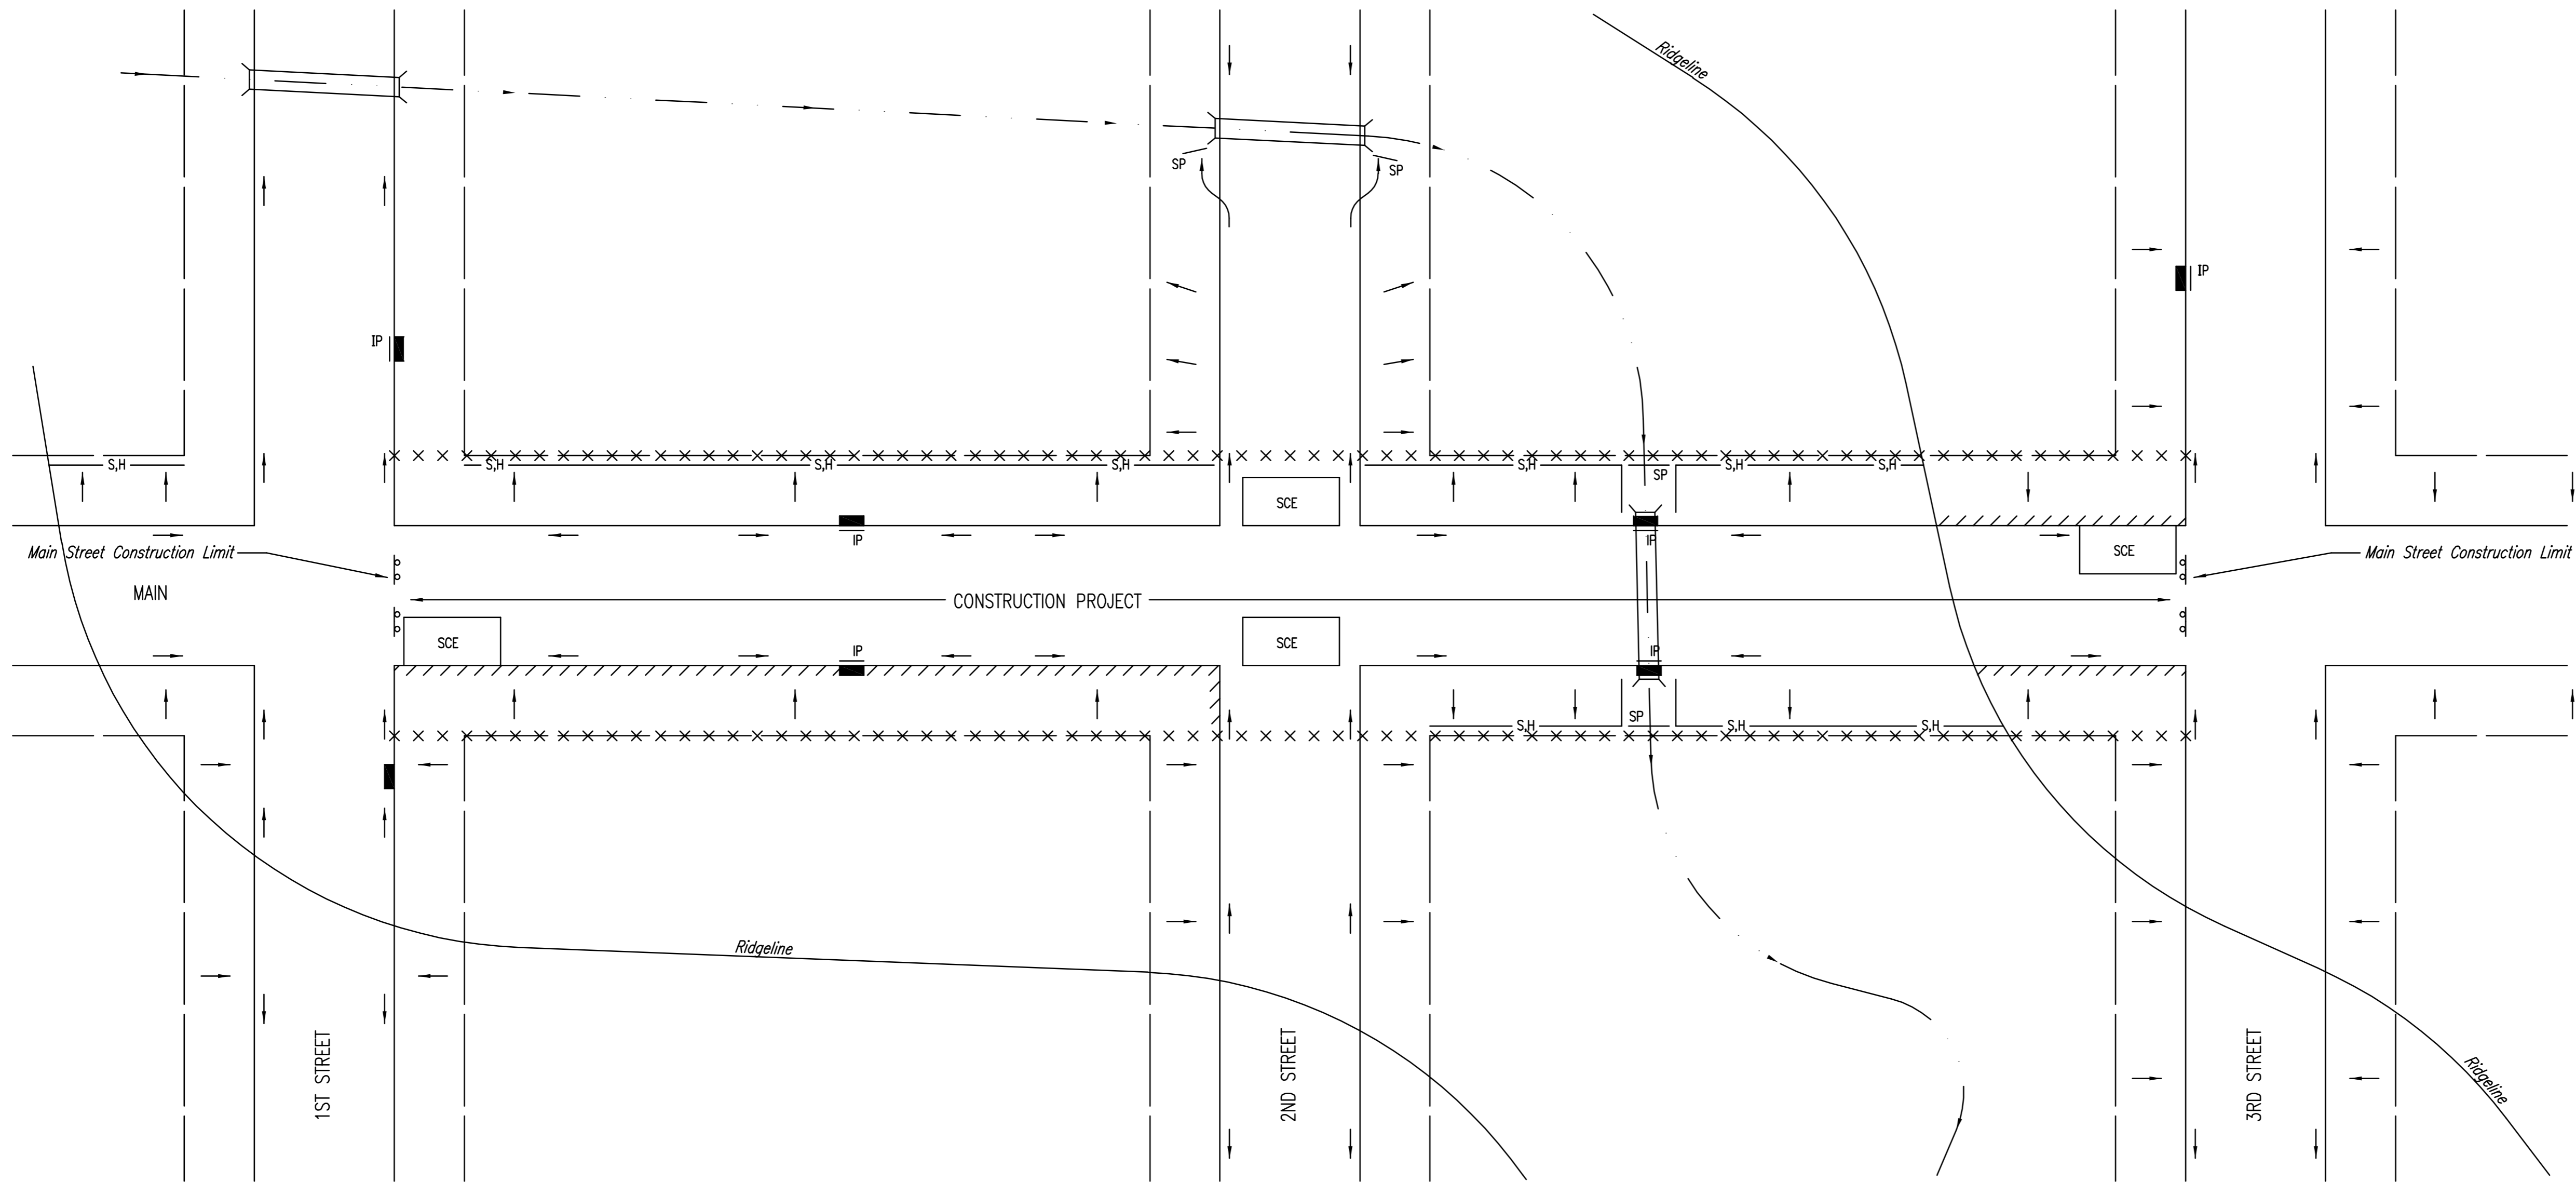 Ridgeline
SP
SP
IP
IP
S,H
S,H
S,H
S,H
S,H
S,H
S,H
SP
SCE
IP
1P
SCE
Main Street Construction Limit
Main Street Construction Limit
MAIN
CONSTRUCTION PROJECT
SCE
SCE
IP
IP
SP
S,H
S,H
S,H
Ridgeline
1ST STREET
2ND STREET
3RD STREET
Ridgeline